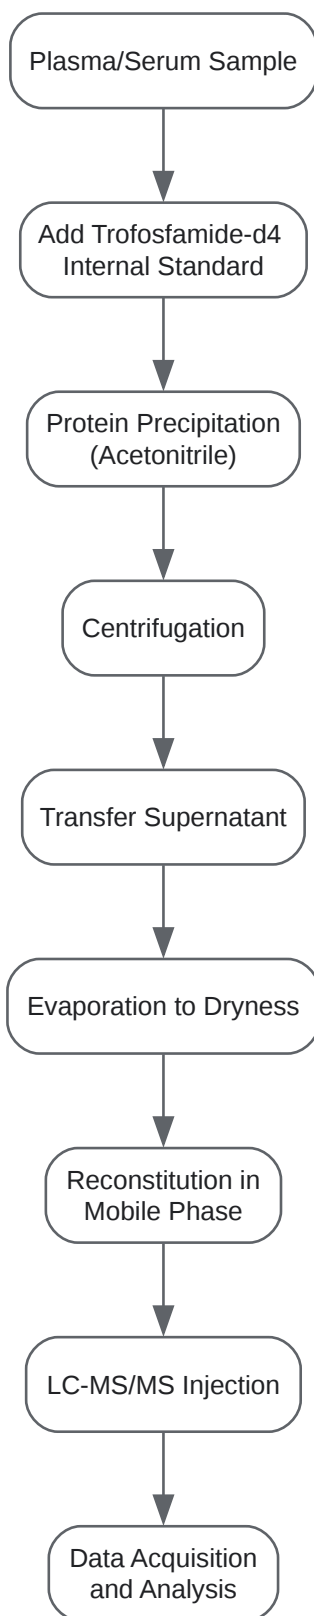 Plasma/Serum Sample
Add Trofosfamide-d4
Internal Standard
Protein Precipitation
(Acetonitrile)
Centrifugation
Transfer Supernatant
Evaporation to Dryness
Reconstitution in
Mobile Phase
LC-MS/MS Injection
Data Acquisition
and Analysis